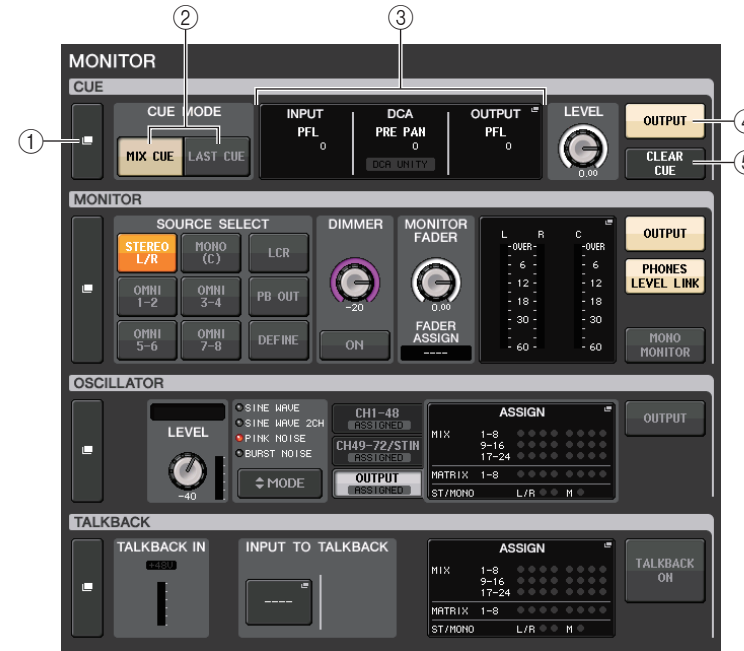 ② ③
MONITOR
CUE
①
CUE MODE
MIX CUE LAST CUE
INPUT DCA OUTPUT
PFL PRE PAN PFL
0 0 0
DCA UNITY
LEVEL
0.00
OUTPUT
④
CLEAR CUE
⑤
MONITOR
SOURCE SELECT
STEREO L/R MONO (C) LCR
OMNI 1-2 OMNI 3-4 PB OUT
OMNI 5-6 OMNI 7-8 DEFINE
DIMMER
-20
ON
MONITOR FADER
0.00
FADER ASSIGN
----
L R C
-OVER- -OVER
- 6 - - 6
- 12 - - 12
- 18 - - 18
- 30 - - 30
- 60 - - 60
OUTPUT
PHONES LEVEL LINK
MONO MONITOR
OSCILLATOR
LEVEL
-40
SINE WAVE
SINE WAVE 2CH
PINK NOISE
BURST NOISE
MODE
CH1-48
ASSIGNED
CH49-72/STIN
ASSIGNED
OUTPUT
ASSIGNED
ASSIGN
MIX 1-8
9-16
17-24
MATRIX 1-8
ST/MONO L/R M
OUTPUT
TALKBACK
TALKBACK IN
+48V
INPUT TO TALKBACK
----
ASSIGN
MIX 1-8
9-16
17-24
MATRIX 1-8
ST/MONO L/R M
TALKBACK ON